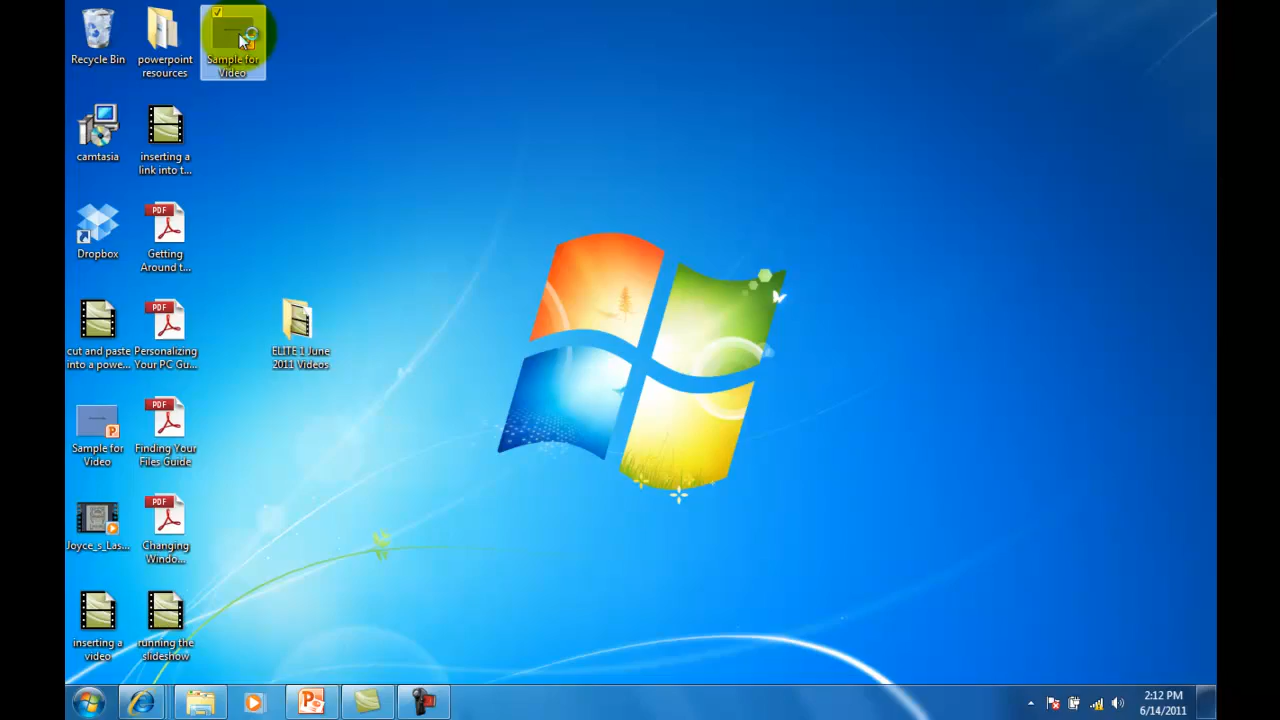 Recycle Bin
powerpoint
resources
Sample for
Video
camtasia
inserting a
link into t...
Dropbox
PDF
Getting
Around t...
cut and paste
into a powe...
PDF
Personalizing
Your PC Gu...
ELITE 1 June
2011 Videos
Sample for
Video
PDF
Finding Your
Files Guide
Joyce_s_Las...
PDF
Changing
Windo...
inserting a
video
running the
slideshow
2:12 PM
6/14/2011